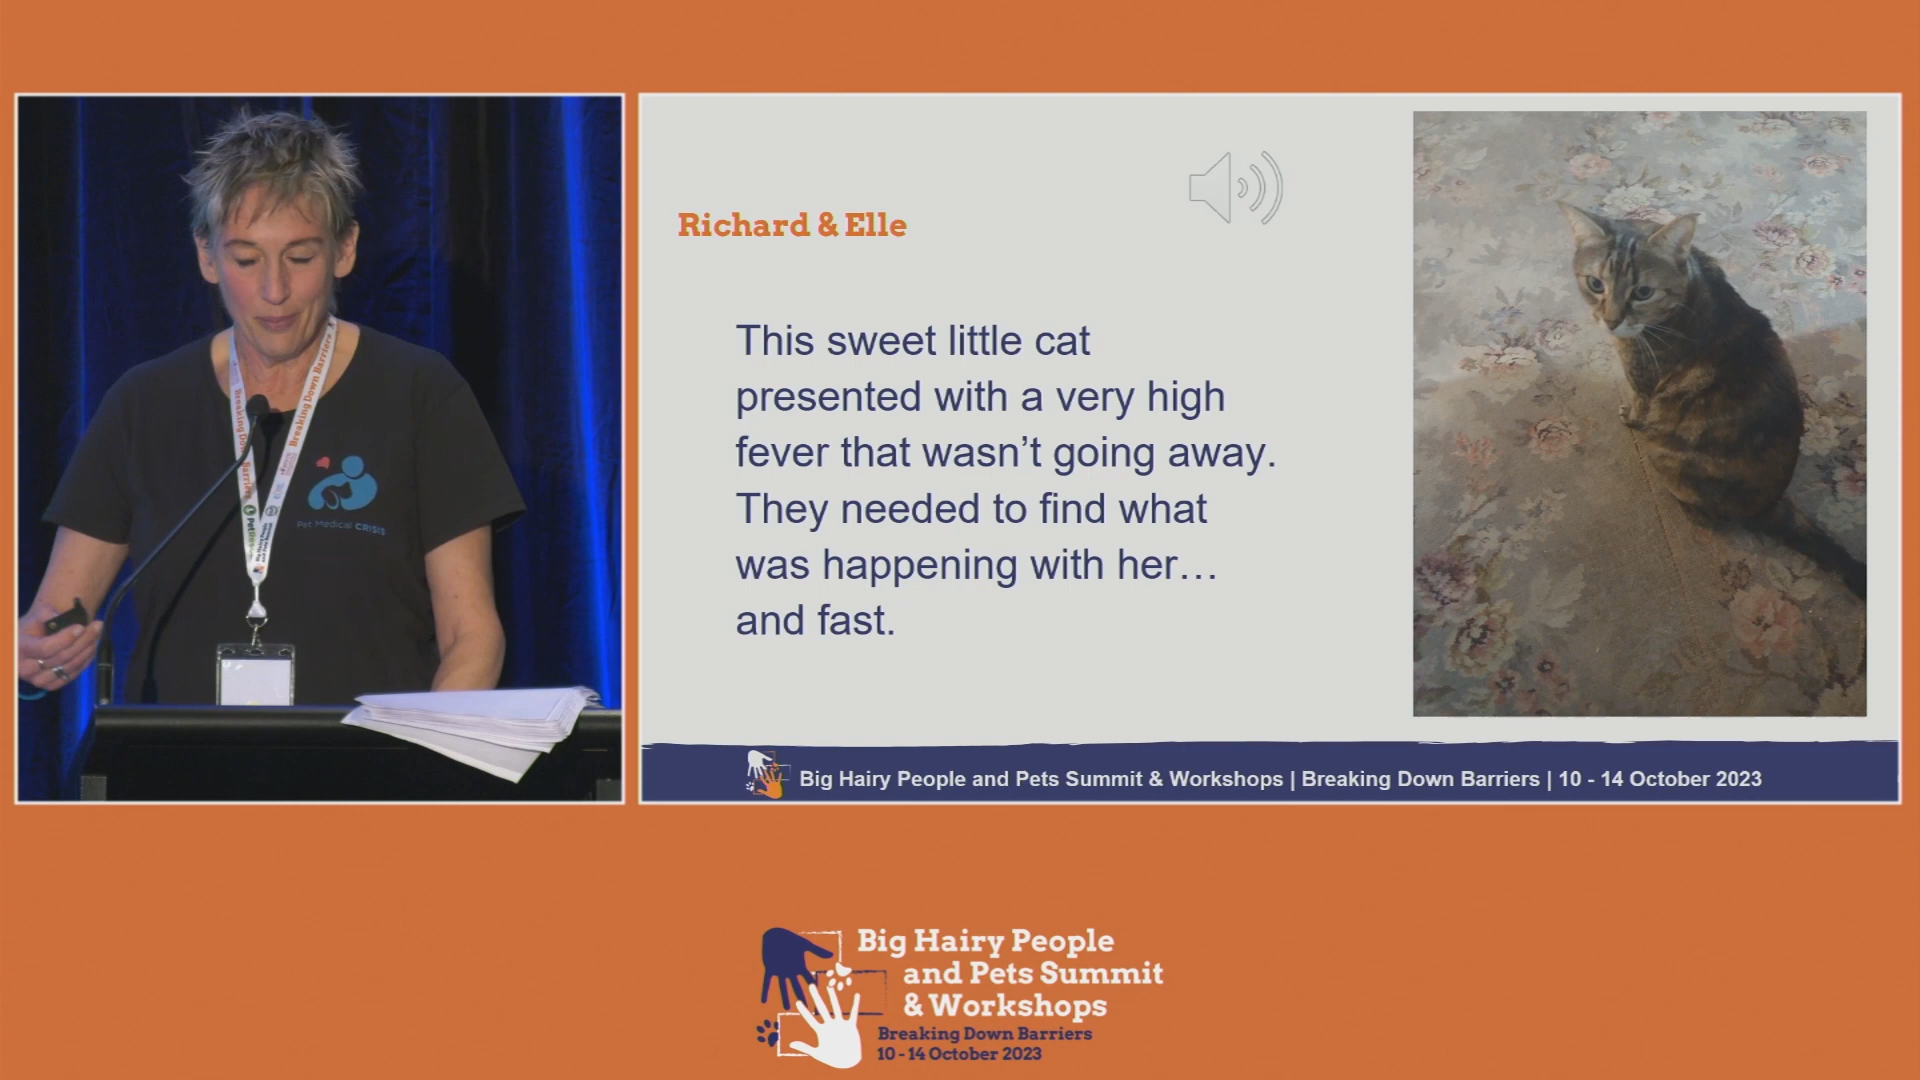 Richard & Elle
This sweet little cat
presented with a very high
fever that wasn't going away.
They needed to find what
was happening with her…
and fast.
Big Hairy People and Pets Summit & Workshops | Breaking Down Barriers | 10 - 14 October 2023
Breaking Down Barriers
Breaking Down Barriers
Pet Medical CRISIS
Big Hairy People
and Pets Summit
& Workshops
Breaking Down Barriers
10 - 14 October 2023